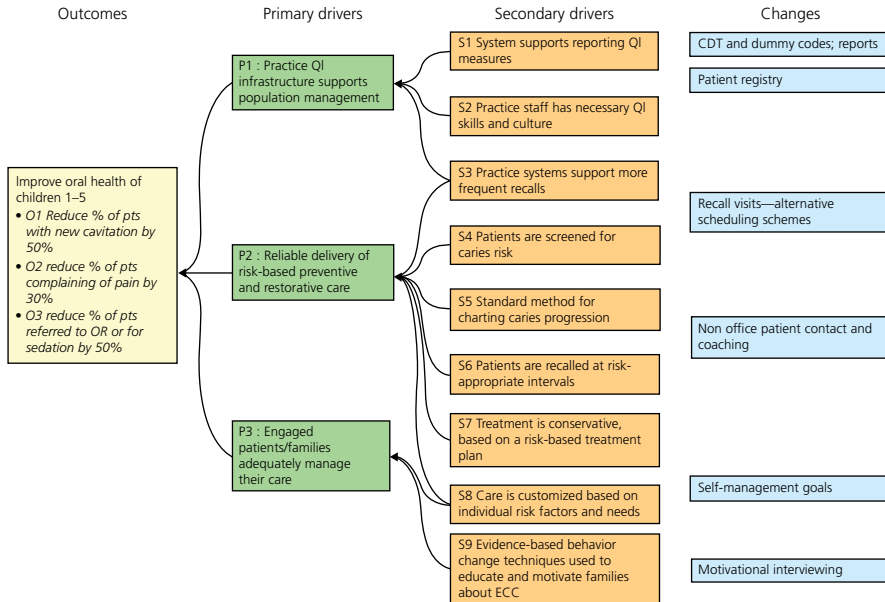 Outcomes
Primary drivers
Secondary drivers
Changes
Improve oral health of
children 1–5
• O1 Reduce % of pts
with new cavitation by
50%
• O2 reduce % of pts
complaining of pain by
30%
• O3 reduce % of pts
referred to OR or for
sedation by 50%
P1 : Practice QI
infrastructure supports
population management
P2 : Reliable delivery of
risk-based preventive
and restorative care
P3 : Engaged
patients/families
adequately manage
their care
S1 System supports reporting QI
measures
S2 Practice staff has necessary QI
skills and culture
S3 Practice systems support more
frequent recalls
S4 Patients are screened for
caries risk
S5 Standard method for
charting caries progression
S6 Patients are recalled at risk-
appropriate intervals
S7 Treatment is conservative,
based on a risk-based treatment
plan
S8 Care is customized based on
individual risk factors and needs
S9 Evidence-based behavior
change techniques used to
educate and motivate families
about ECC
CDT and dummy codes; reports
Patient registry
Recall visits—alternative
scheduling schemes
Non office patient contact and
coaching
Self-management goals
Motivational interviewing